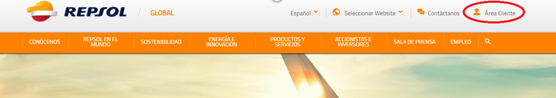 REPSOL
GLOBAL
Español
Seleccionar Website
Contáctanos
Área Cliente
CONÓCENOS
REPSOL EN EL
MUNDO
SOSTENIBILIDAD
ENERGÍA E
INNOVACIÓN
PRODUCTOS Y
SERVICIOS
ACCIONISTAS E
INVERSORES
SALA DE PRENSA
EMPLEO